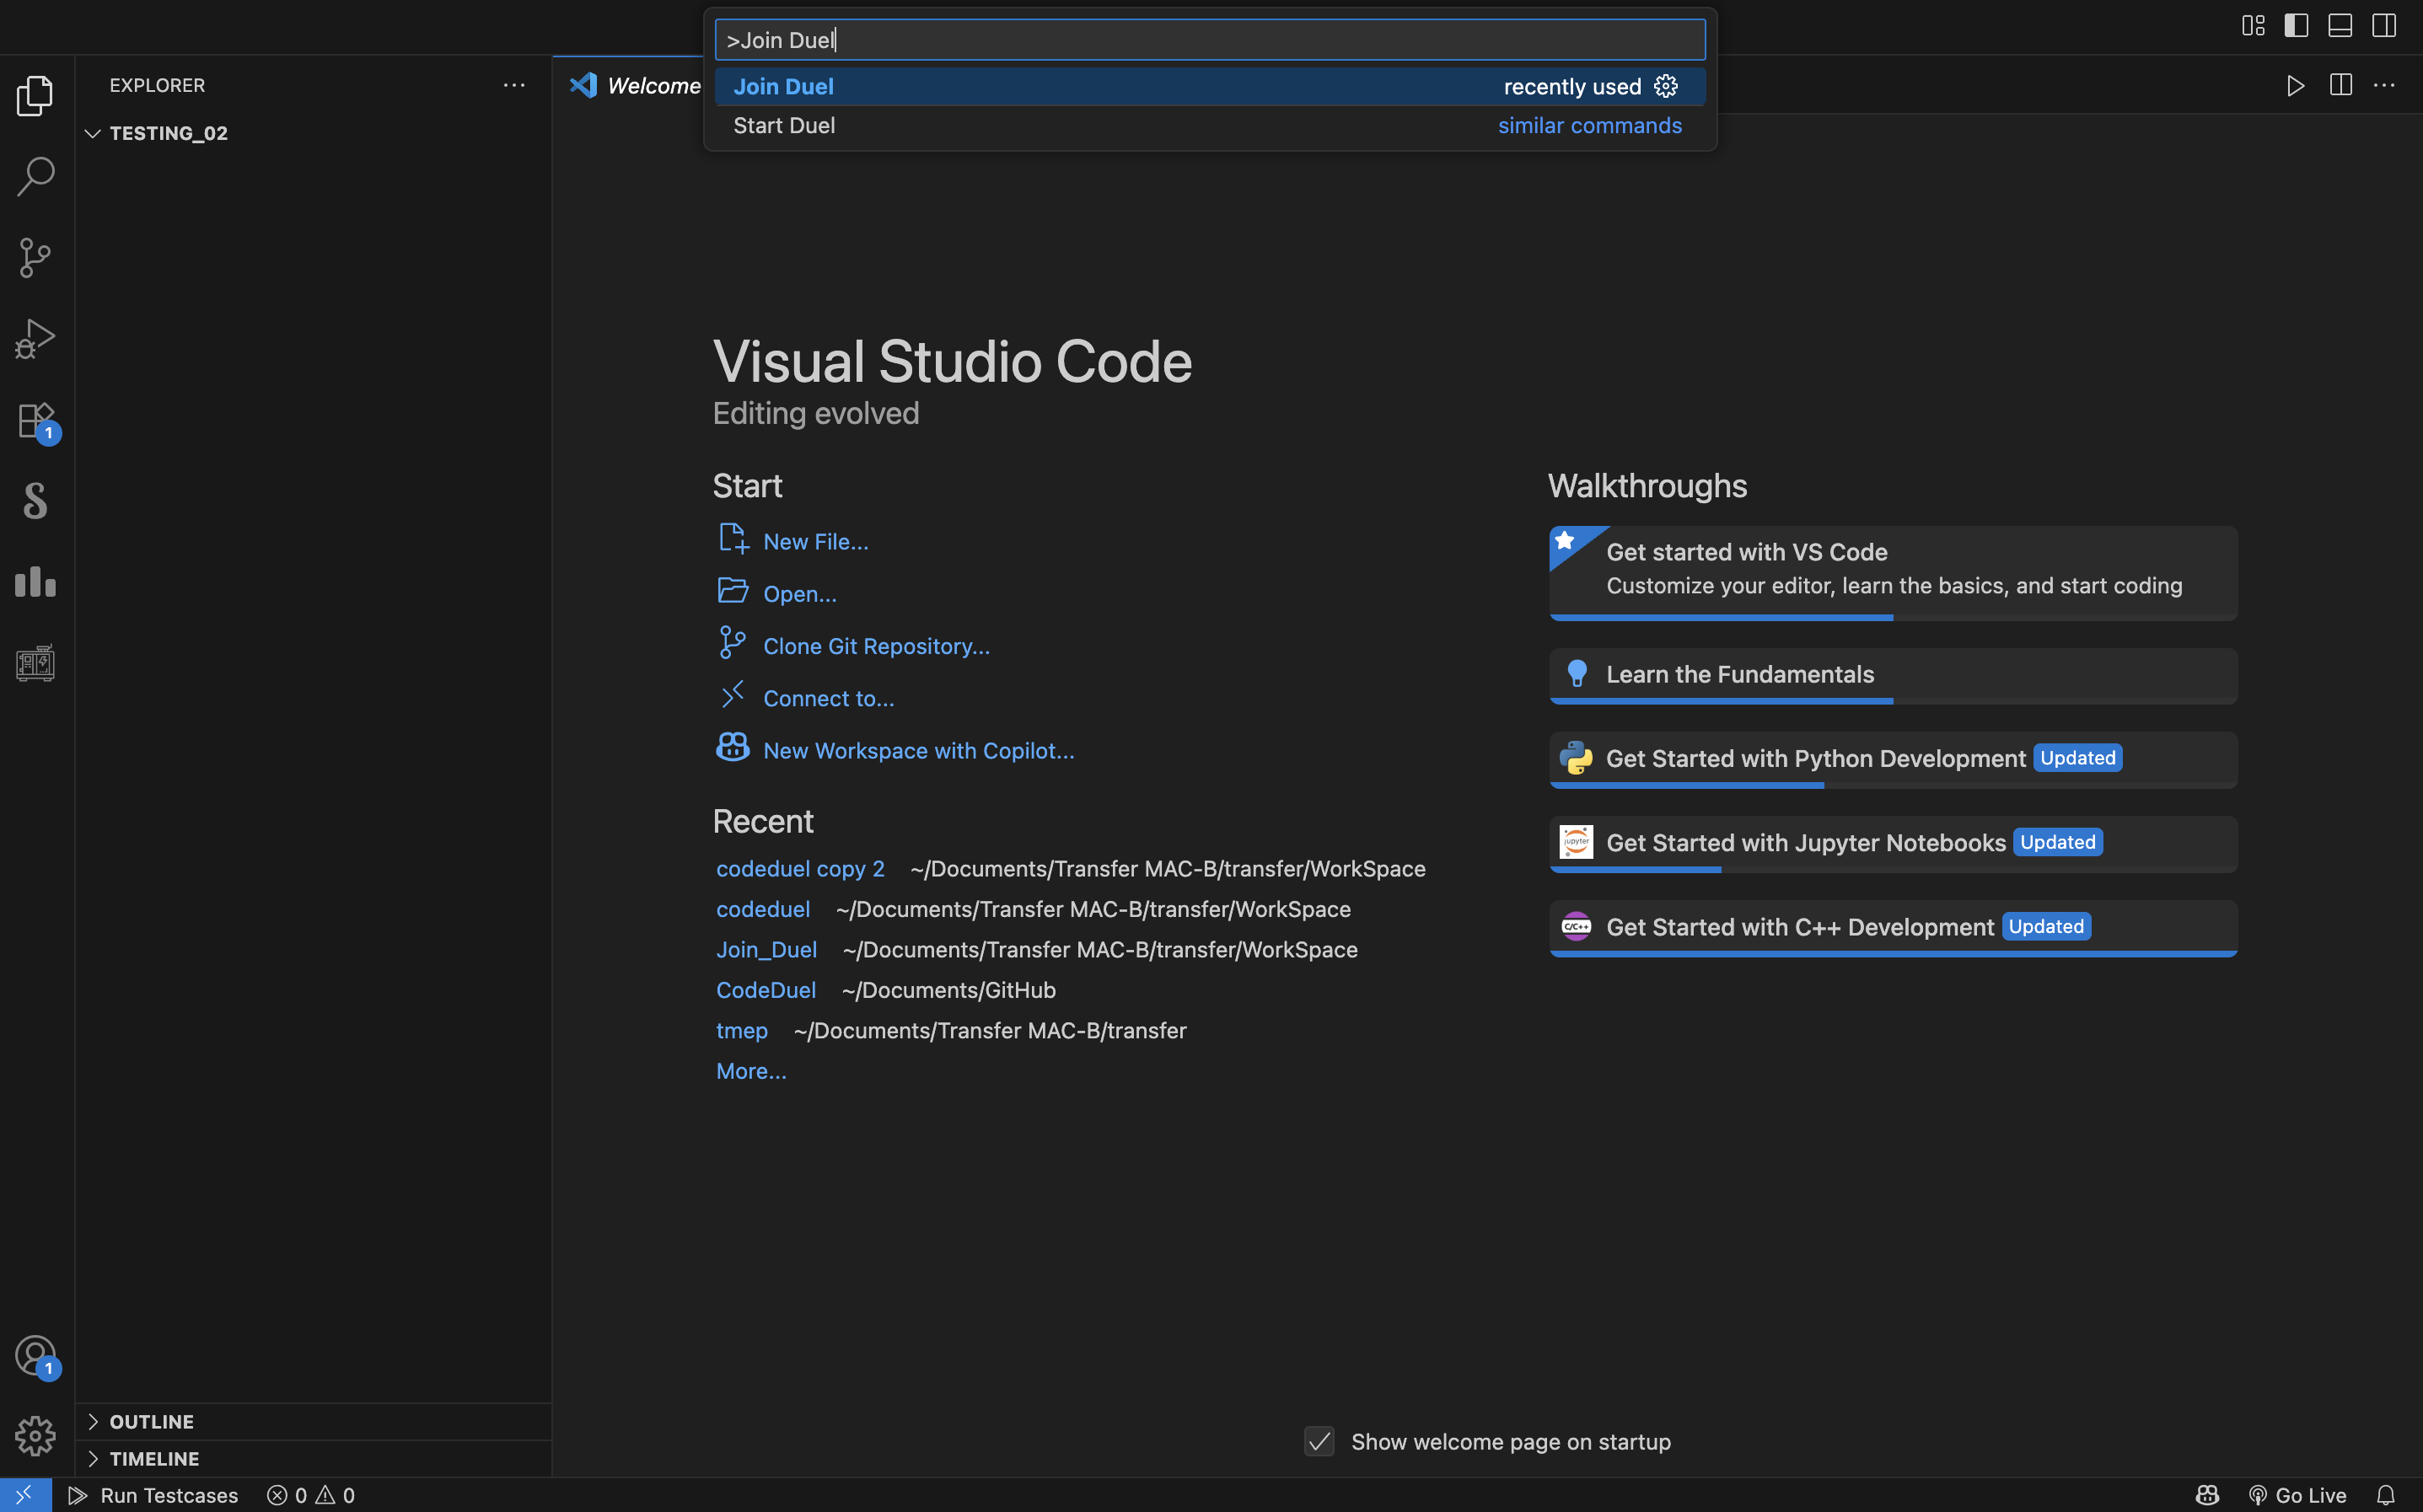 >Join Duel
Join Duel recently used
Start Duel similar commands
EXPLORER
TESTING_02
Welcome
1
Visual Studio Code
Editing evolved
Start
New File...
Open...
Clone Git Repository...
Connect to...
New Workspace with Copilot...
Recent
codeduel copy 2 ~/Documents/Transfer MAC-B/transfer/WorkSpace
codeduel ~/Documents/Transfer MAC-B/transfer/WorkSpace
Join_Duel ~/Documents/Transfer MAC-B/transfer/WorkSpace
CodeDuel ~/Documents/GitHub
tmep ~/Documents/Transfer MAC-B/transfer
More...
Walkthroughs
Get started with VS Code
Customize your editor, learn the basics, and start coding
Learn the Fundamentals
Get Started with Python Development Updated
jupyter
Get Started with Jupyter Notebooks Updated
C/C++
Get Started with C++ Development Updated
1
OUTLINE
TIMELINE
Show welcome page on startup
Run Testcases 0 0
Go Live